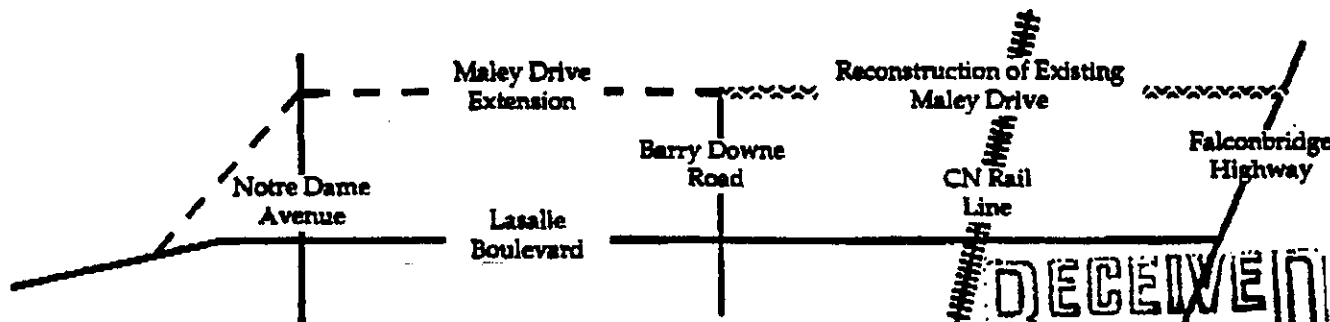 Maley Drive
Extension
Reconstruction of Existing
Maley Drive
Barry Downe
Road
Falconbridge
Highway
Notre Dame
Avenue
CN Rail
Line
Lasalle
Boulevard
RECEIVED